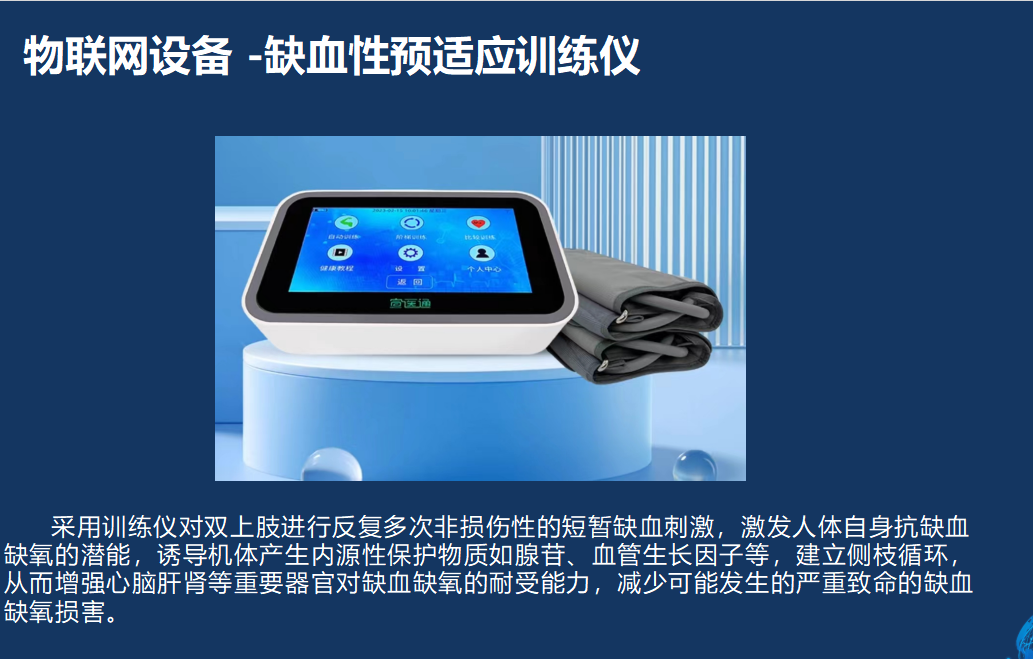 物联网设备 -缺血性预适应训练仪
自动训练 阶梯训练 比较训练
健康教程 设 置 个人中心
返 回
宫医通
采用训练仪对双上肢进行反复多次非损伤性的短暂缺血刺激，激发人体自身抗缺血
缺氧的潜能，诱导机体产生内源性保护物质如腺苷、血管生长因子等，建立侧枝循环，
从而增强心脑肝肾等重要器官对缺血缺氧的耐受能力，减少可能发生的严重致命的缺血
缺氧损害。